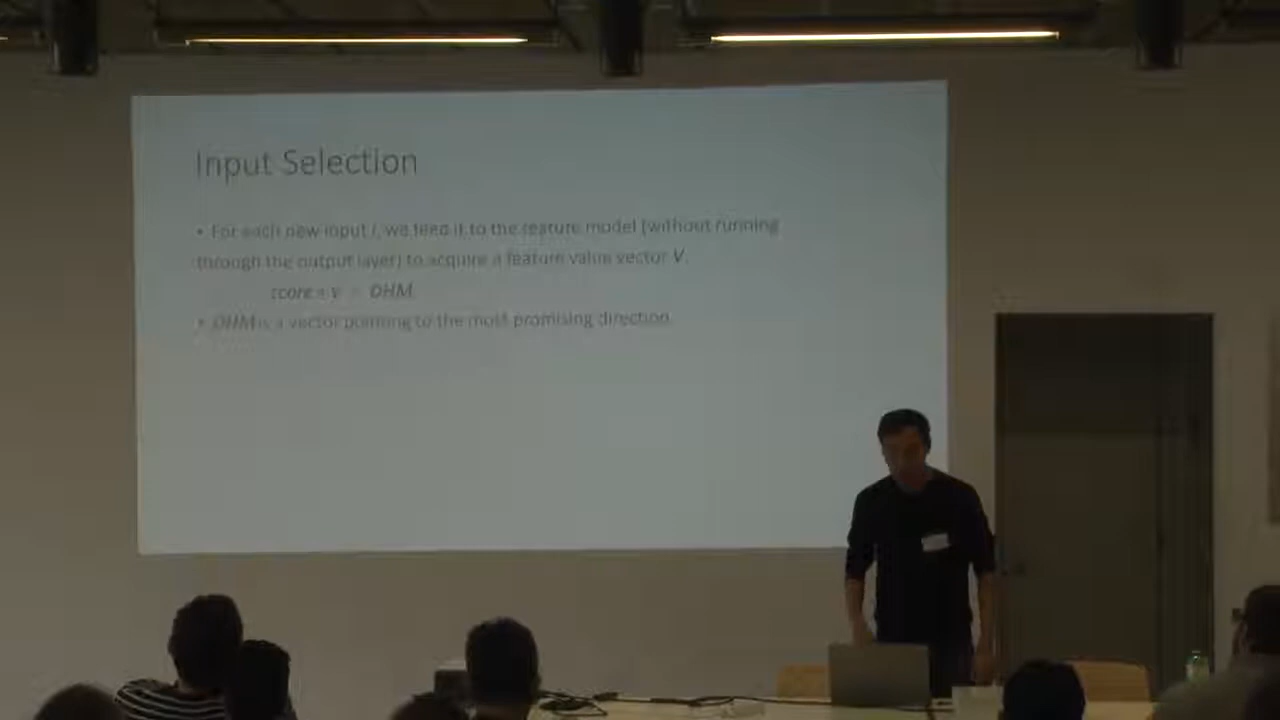 Input Selection
• For each new input i, we feed it to the feature model (without running
through the output layer) to acquire a feature value vector V.
score = V × DHM
• DHM is a vector pointing to the most promising direction